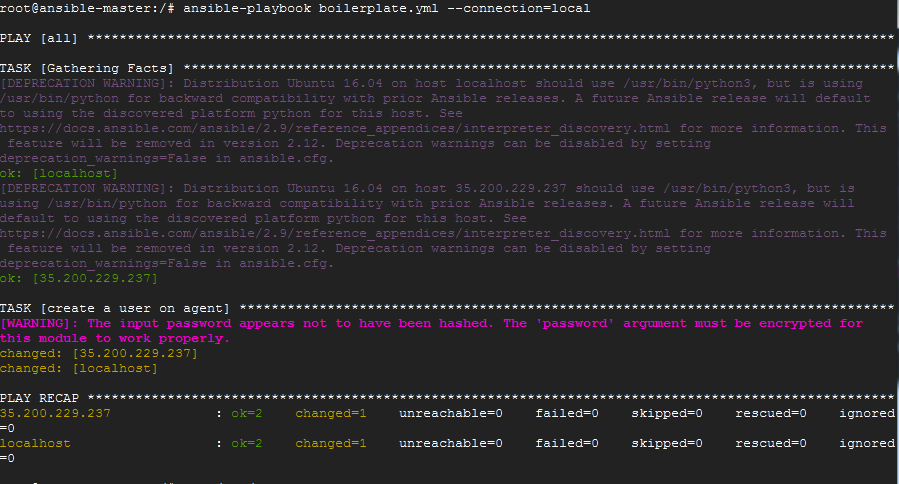 root@ansible-master:/# ansible-playbook boilerplate.yml --connection=local
PLAY [all] *****************************************************************************************************
TASK [Gathering Facts] *****************************************************************************************
[DEPRECATION WARNING]: Distribution Ubuntu 16.04 on host localhost should use /usr/bin/python3, but is using
/usr/bin/python for backward compatibility with prior Ansible releases. A future Ansible release will default
to using the discovered platform python for this host. See
https://docs.ansible.com/ansible/2.9/reference_appendices/interpreter_discovery.html for more information. This
 feature will be removed in version 2.12. Deprecation warnings can be disabled by setting
deprecation_warnings=False in ansible.cfg.
ok: [localhost]
[DEPRECATION WARNING]: Distribution Ubuntu 16.04 on host 35.200.229.237 should use /usr/bin/python3, but is
using /usr/bin/python for backward compatibility with prior Ansible releases. A future Ansible release will
default to using the discovered platform python for this host. See
https://docs.ansible.com/ansible/2.9/reference_appendices/interpreter_discovery.html for more information. This
 feature will be removed in version 2.12. Deprecation warnings can be disabled by setting
deprecation_warnings=False in ansible.cfg.
ok: [35.200.229.237]
TASK [create a user on agent] **********************************************************************************
[WARNING]: The input password appears not to have been hashed. The 'password' argument must be encrypted for
this module to work properly.
changed: [35.200.229.237]
changed: [localhost]
PLAY RECAP *****************************************************************************************************
35.200.229.237             : ok=2    changed=1    unreachable=0    failed=0    skipped=0    rescued=0    ignored
=0
localhost                  : ok=2    changed=1    unreachable=0    failed=0    skipped=0    rescued=0    ignored
=0